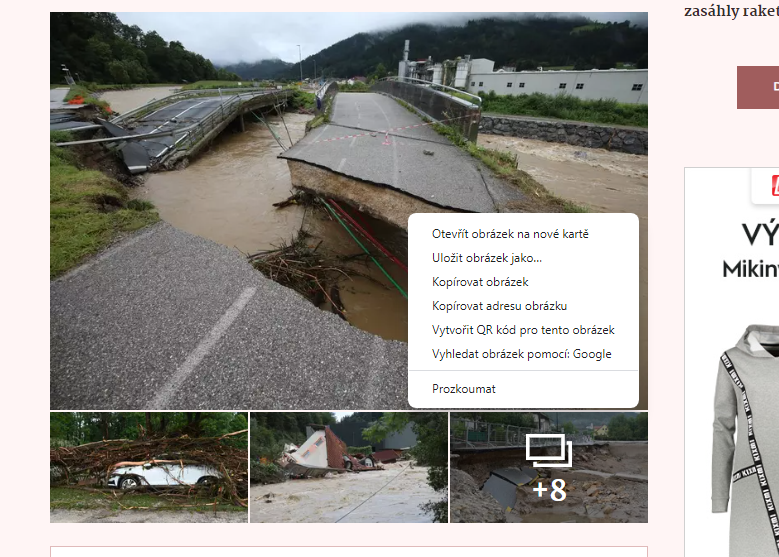 zasáhly raket
D
Otevřít obrázek na nové kartě
Uložit obrázek jako...
Kopírovat obrázek
Kopírovat adresu obrázku
Vytvořit QR kód pro tento obrázek
Vyhledat obrázek pomocí: Google
Prozkoumat
+8
VÝ
Mikiny